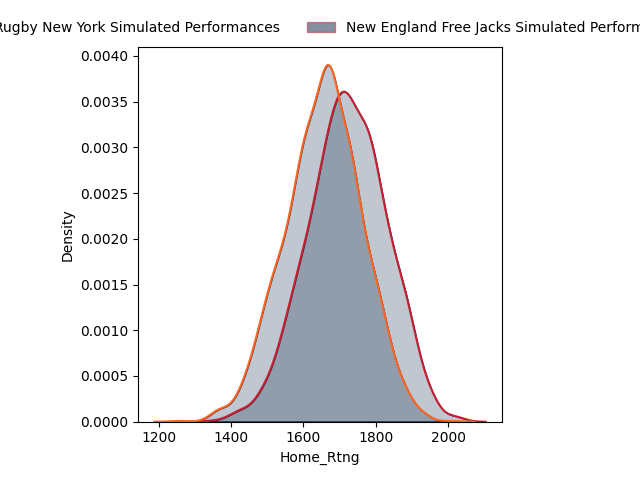 Rugby New York Simulated Performances New England Free Jacks Simulated Perform
0.0040
0.0035
0.0030
0.0025
0.0020
0.0015
0.0010
0.0005
0.0000
Density
1200 1400 1600 1800 2000
Home_Rtng